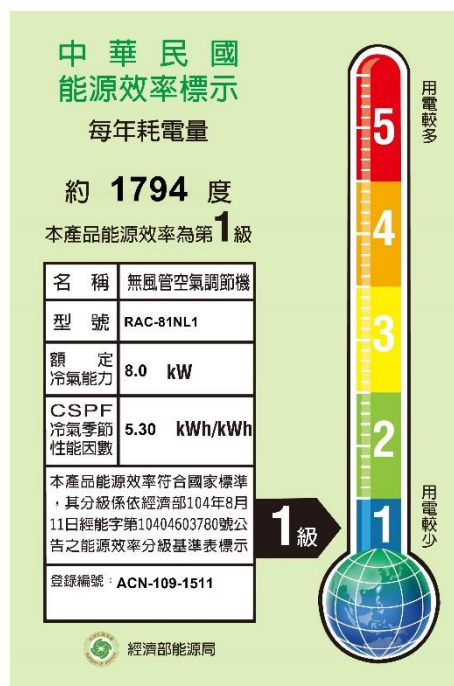 中華民國
能源效率標示
每年耗電量
約 1794 度
本產品能源效率為第1級
名稱 無風管空氣調節機
型號 RAC-81NL1
額定
冷氣能力
8.0 kW
CSPF
冷氣季節
性能因數
5.30 kWh/kWh
本產品能源效率符合國家標準
，其分級係依經濟部104年8月
11日經能字第10404603780號公
告之能源效率分級基準表標示
登錄編號：ACN-109-1511
經濟部能源局
用電較多
5
4
3
2
1
用電較少
1級